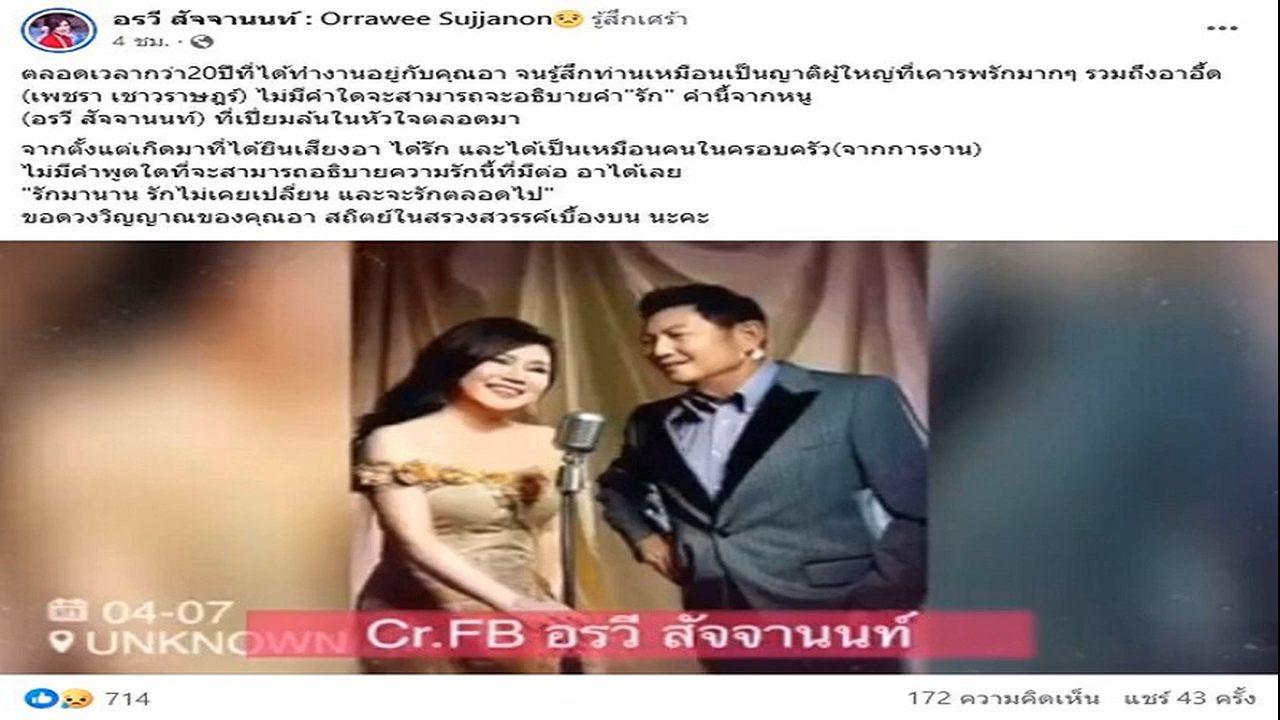 อรวี สัจจานนท์ : Orrawee Sujjanon รู้สึกเศร้า
4 ชม. ·
ตลอดเวลากว่า20ปีที่ได้ทำงานอยู่กับคุณอา จนรู้สึกท่านเหมือนเป็นญาติผู้ใหญ่ที่เคารพรักมากๆ รวมถึงอาอี๊ด
(เพชรา เชาวราษฎร์) ไม่มีคำใดจะสามารถจะอธิบายคำ"รัก" คำนี้จากหนู
(อรวี สัจจานนท์) ที่เปี่ยมล้นในหัวใจตลอดมา
จากตั้งแต่เกิดมาที่ได้ยินเสียงอา ได้รัก และได้เป็นเหมือนคนในครอบครัว(จากการงาน)
ไม่มีคำพูดใดที่จะสามารถอธิบายความรักนี้ที่มีต่อ อาได้เลย
"รักมานาน รักไม่เคยเปลี่ยน และจะรักตลอดไป"
ขอดวงวิญญาณของคุณอา สถิตย์ในสรวงสวรรค์เบื้องบน นะคะ
04-07
UNKNOWN
Cr.FB อรวี สัจจานนท์
714
172 ความคิดเห็น แชร์ 43 ครั้ง